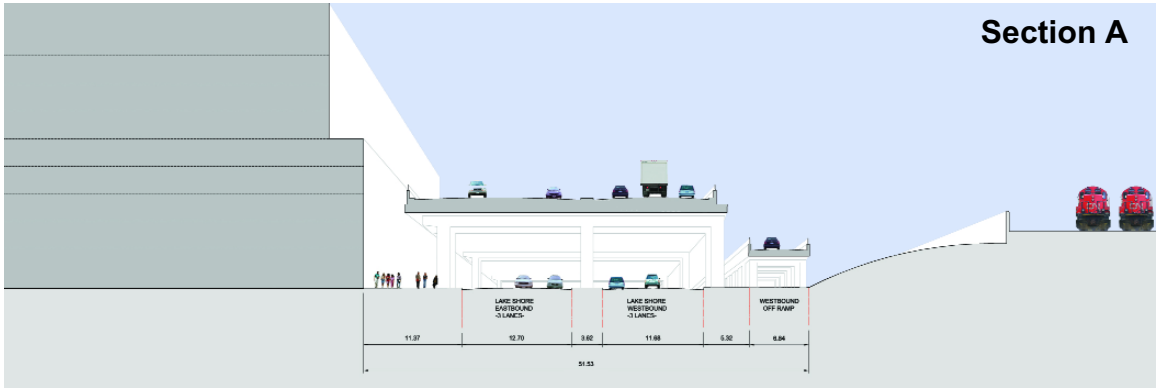 Section A
LAKE SHORE
EASTBOUND
-3 LANES-
LAKE SHORE
WESTBOUND
-3 LANES-
WESTBOUND
OFF RAMP
11.37
12.70
3.62
11.68
5.32
6.84
51.53